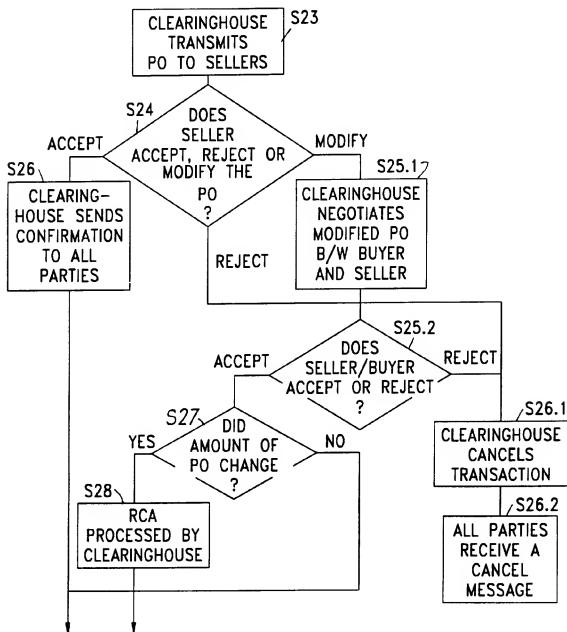 CLEARINGHOUSE
TRANSMITS
PO TO SELLERS
S23
S24
DOES
SELLER
ACCEPT, REJECT OR
MODIFY THE
PO
?
ACCEPT
MODIFY
REJECT
S26
CLEARING-
HOUSE SENDS
CONFIRMATION
TO ALL
PARTIES
S25.1
CLEARINGHOUSE
NEGOTIATES
MODIFIED PO
B/W BUYER
AND SELLER
S25.2
DOES
SELLER/BUYER
ACCEPT OR REJECT
?
ACCEPT
REJECT
S27
DID
AMOUNT OF
PO CHANGE
?
YES
NO
S28
RCA
PROCESSED BY
CLEARINGHOUSE
S26.1
CLEARINGHOUSE
CANCELS
TRANSACTION
S26.2
ALL PARTIES
RECEIVE A
CANCEL
MESSAGE